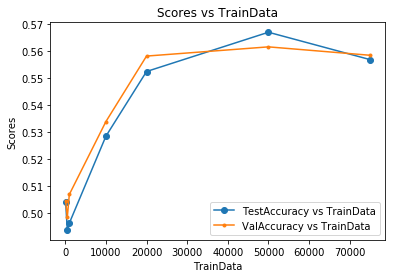 Scores vs TrainData
0.57
0.56
0.55
0.54
0.53
0.52
0.51
0.50
Scores
TestAccuracy vs TrainData
ValAccuracy vs TrainData
0 10000 20000 30000 40000 50000 60000 70000
TrainData